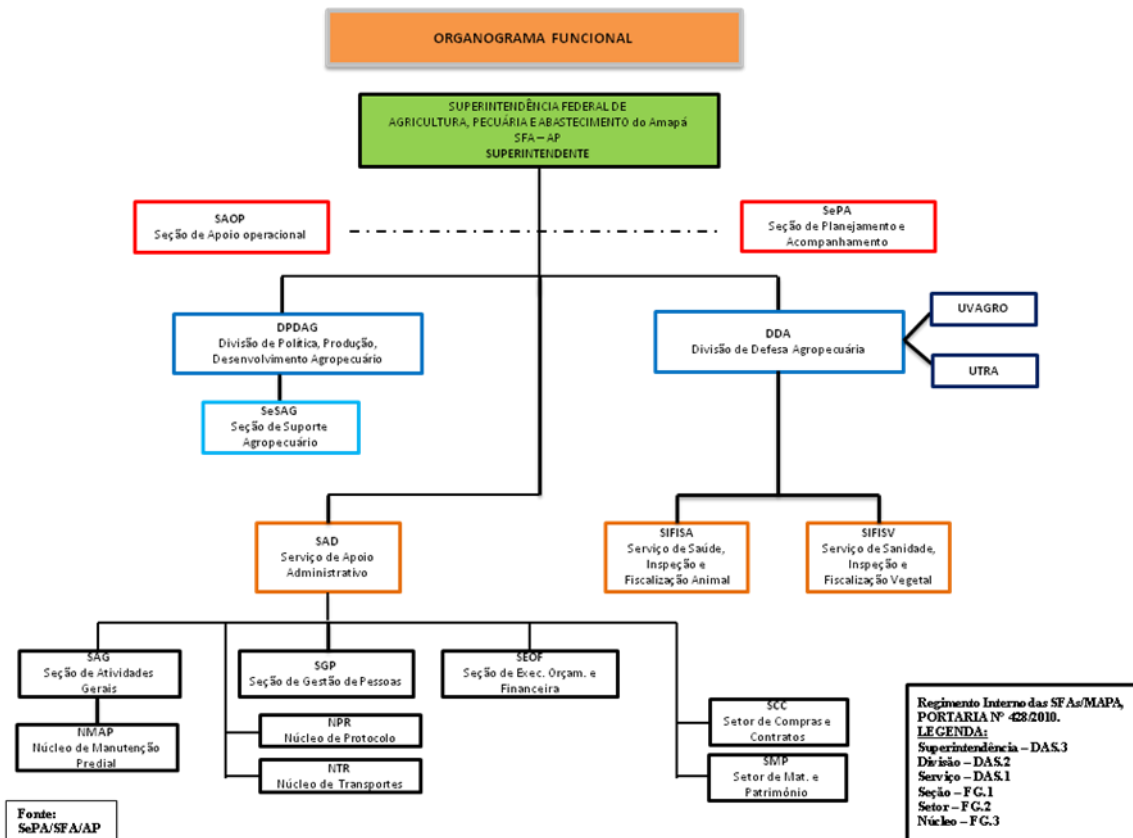 ORGANOGRAMA FUNCIONAL
SUPERINTENDÊNCIA FEDERAL DE
AGRICULTURA, PECUÁRIA E ABASTECIMENTO do Amapá
SFA – AP
SUPERINTENDENTE
SAOP
Seção de Apoio operacional
SePA
Seção de Planejamento e
Acompanhamento
DPDAG
Divisão de Política, Produção,
Desenvolvimento Agropecuário
DDA
Divisão de Defesa Agropecuária
UVAGRO
UTRA
SeSAG
Seção de Suporte
Agropecuário
SAD
Serviço de Apoio
Administrativo
SIFISA
Serviço de Saúde,
Inspeção e
Fiscalização Animal
SIFISV
Serviço de Sanidade,
Inspeção e
Fiscalização Vegetal
SAG
Seção de Atividades
Gerais
SGP
Seção de Gestão de Pessoas
SEOF
Seção de Exec. Orçam. e
Financeira
NMAP
Núcleo de Manutenção
Predial
NPR
Núcleo de Protocolo
NTR
Núcleo de Transportes
SCC
Setor de Compras e
Contratos
SMP
Setor de Mat. e
Patrimônio
Regimento Interno das SFAs/MAPA,
PORTARIA Nº 428/2010.
LEGENDA:
Superintendência – DAS.3
Divisão – DAS.2
Serviço – DAS.1
Seção – FG.1
Setor – FG.2
Núcleo – FG.3
Fonte:
SePA/SFA/AP